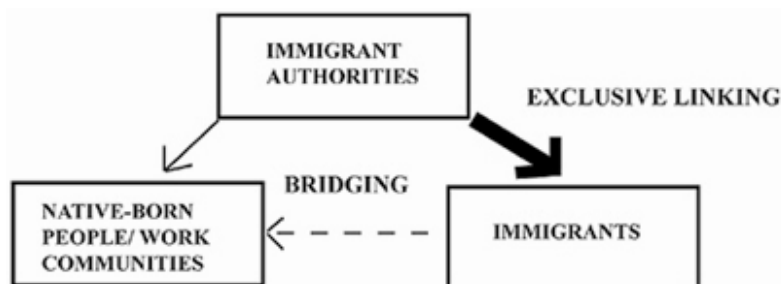 IMMIGRANT
AUTHORITIES
EXCLUSIVE LINKING
BRIDGING
NATIVE-BORN
PEOPLE/ WORK
COMMUNITIES
IMMIGRANTS